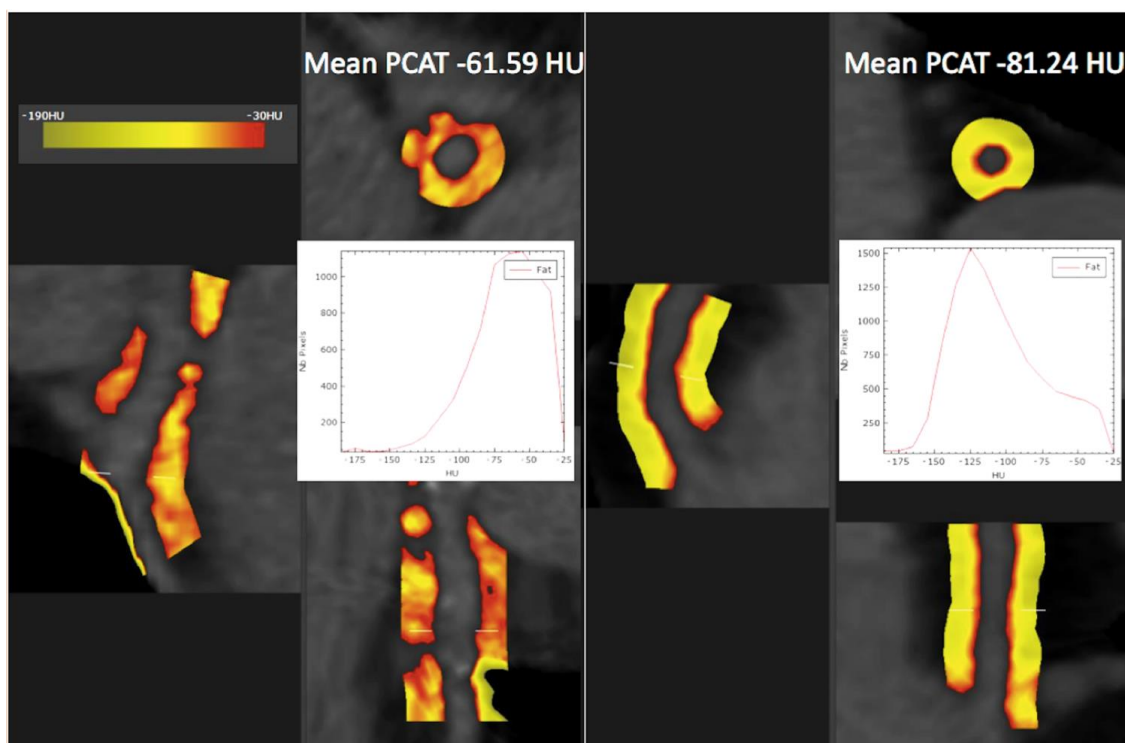 Mean PCAT -61.59 HU
-190HU
-30HU
1000
800
600
400
200
Nb Pixels
Fat
-175
-150
-125
-100
-75
-50
-25
HU
Mean PCAT -81.24 HU
1500
1250
1000
750
500
250
Nb Pixels
Fat
-175
-150
-125
-100
-75
-50
-25
HU